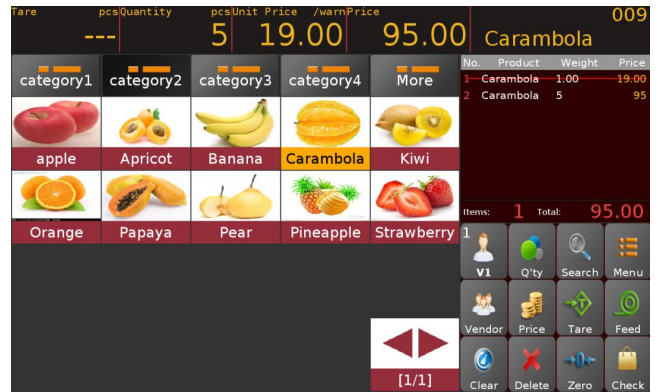 Tare pcs Quantity pcs Unit Price /warn Price 009
--- 5 19.00 95.00 Carambola
category1 category2 category3 category4 More
No. Product Weight Price
1 Carambola 1.00 19.00
2 Carambola 5 95
apple Apricot Banana Carambola Kiwi
Orange Papaya Pear Pineapple Strawberry
Items: 1 Total: 95.00
1
V1 Q'ty Search Menu
Vendor Price Tare Feed
[1/1]
Clear Delete Zero Check